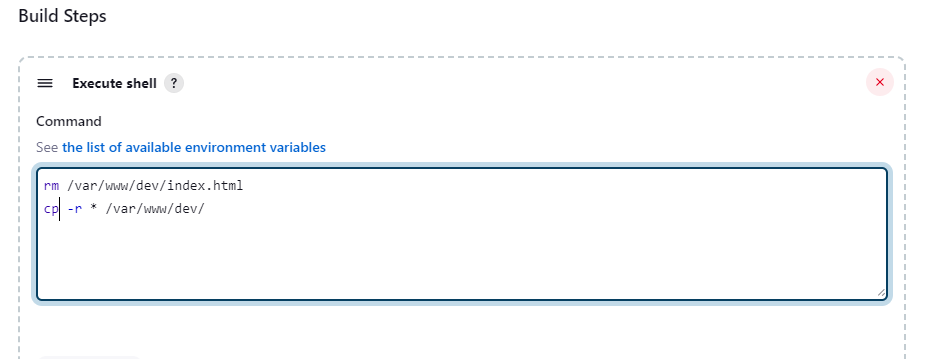 Build Steps
Execute shell ?
Command
See the list of available environment variables
rm /var/www/dev/index.html
cp -r * /var/www/dev/